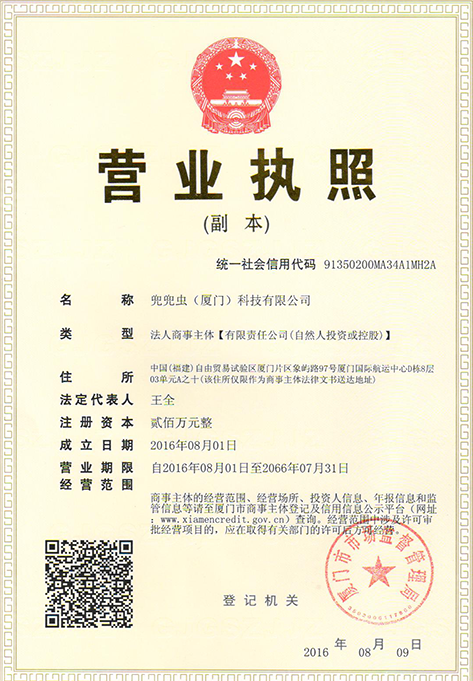 营业执照
(副 本)
统一社会信用代码 91350200MA34A1MH2A
名 称 兜兜虫（厦门）科技有限公司
类 型 法人商事主体【有限责任公司(自然人投资或控股)】
住 所 中国(福建)自由贸易试验区厦门片区象屿路97号厦门国际航运中心D栋8层
03单元A之十(该住所仅限作为商事主体法律文书送达地址)
法定代表人 王全
注册资本 贰佰万元整
成立日期 2016年08月01日
营业期限 自2016年08月01日至2066年07月31日
经营范围
商事主体的经营范围、经营场所、投资人信息、年报信息和监
管信息等请至厦门市商事主体登记及信用信息公示平台（网址
：www.xiamencredit.gov.cn）查询。经营范围中涉及许可审
批经营项目的，应在取得有关部门的许可后方可经营。
厦门市市场监督管理局
登记机关
2016 年 08 月 09 日